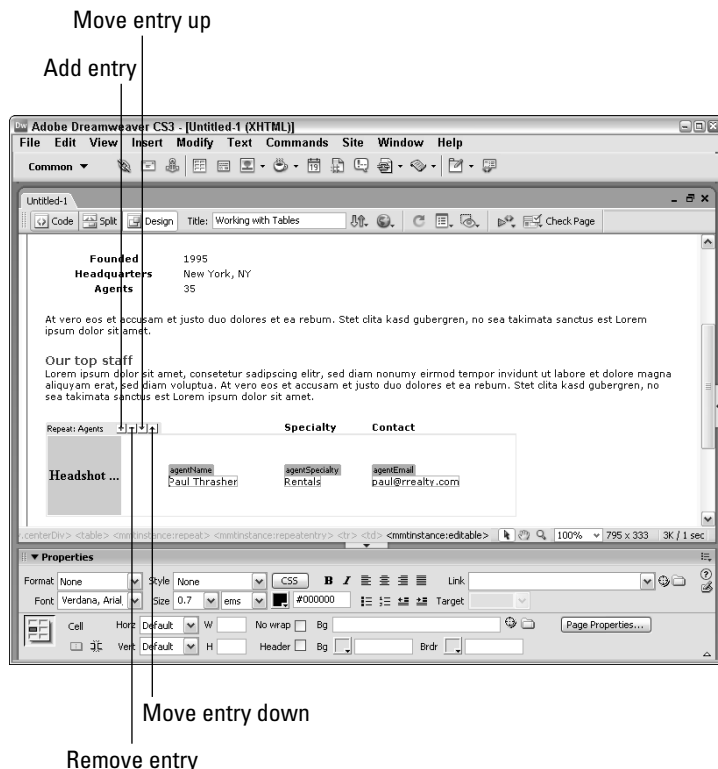 Move entry up
Add entry
Dw Adobe Dreamweaver CS3 - [Untitled-1 (XHTML)]
File Edit View Insert Modify Text Commands Site Window Help
Common
Untitled-1
Code Split Design Title: Working with Tables Check Page
Founded 1995
Headquarters New York, NY
Agents 35
At vero eos et accusam et justo duo dolores et ea rebum. Stet clita kasd gubergren, no sea takimata sanctus est Lorem
ipsum dolor sit amet.
Our top staff
Lorem ipsum dolor sit amet, consetetur sadipscing elitr, sed diam nonumy eirmod tempor invidunt ut labore et dolore magna
aliquyam erat, sed diam voluptua. At vero eos et accusam et justo duo dolores et ea rebum. Stet clita kasd gubergren, no
sea takimata sanctus est Lorem ipsum dolor sit amet.
Repeat: Agents Specialty Contact
agentName agentSpecialty agentEmail
Headshot ... Paul Thrasher Rentals paul@rrealty.com
.centerDiv> <table> <mmtinstance:repeat> <mmtinstance:repeatentry> <tr> <td> <mmtinstance:editable> 100% 795 x 333 3K / 1 sec
Properties
Format None Style None CSS B I Link
Font Verdana, Arial, Size 0.7 ems #000000 Target
Cell Horz Default W No wrap Bg Page Properties...
Vert Default H Header Bg Brdr
Move entry down
Remove entry